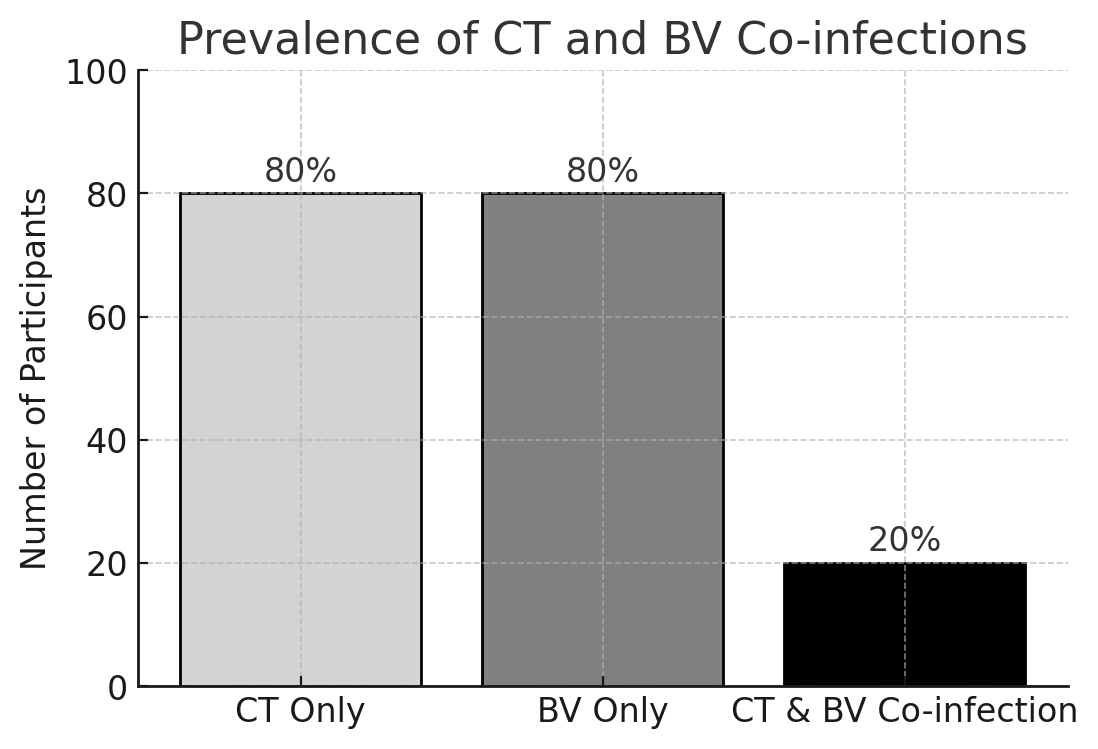 Prevalence of CT and BV Co-infections
Number of Participants
100
80
60
40
20
0
80%
80%
20%
CT Only
BV Only
CT & BV Co-infection